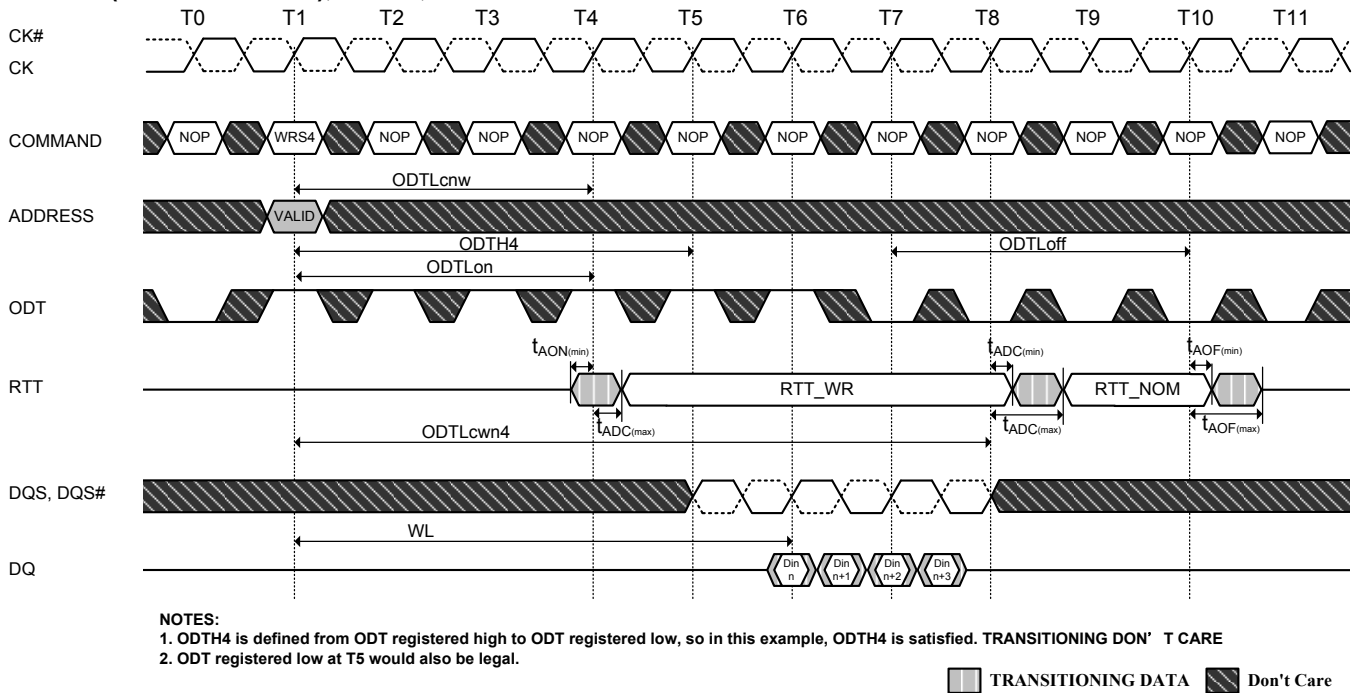 T0 T1 T2 T3 T4 T5 T6 T7 T8 T9 T10 T11
CK#
CK
COMMAND
NOP WRS4 NOP NOP NOP NOP NOP NOP NOP NOP NOP NOP
ODTLcnw
ADDRESS
VALID
ODTH4
ODTLoff
ODTLon
ODT
tAON(min)
tADC(min)
tAOF(min)
RTT
RTT_WR
RTT_NOM
tADC(max)
tADC(max)
tAOF(max)
ODTLcwn4
DQS, DQS#
WL
DQ
Din n
Din n+1
Din n+2
Din n+3
NOTES:
1. ODTH4 is defined from ODT registered high to ODT registered low, so in this example, ODTH4 is satisfied. TRANSITIONING DON’ T CARE
2. ODT registered low at T5 would also be legal.
TRANSITIONING DATA
Don't Care